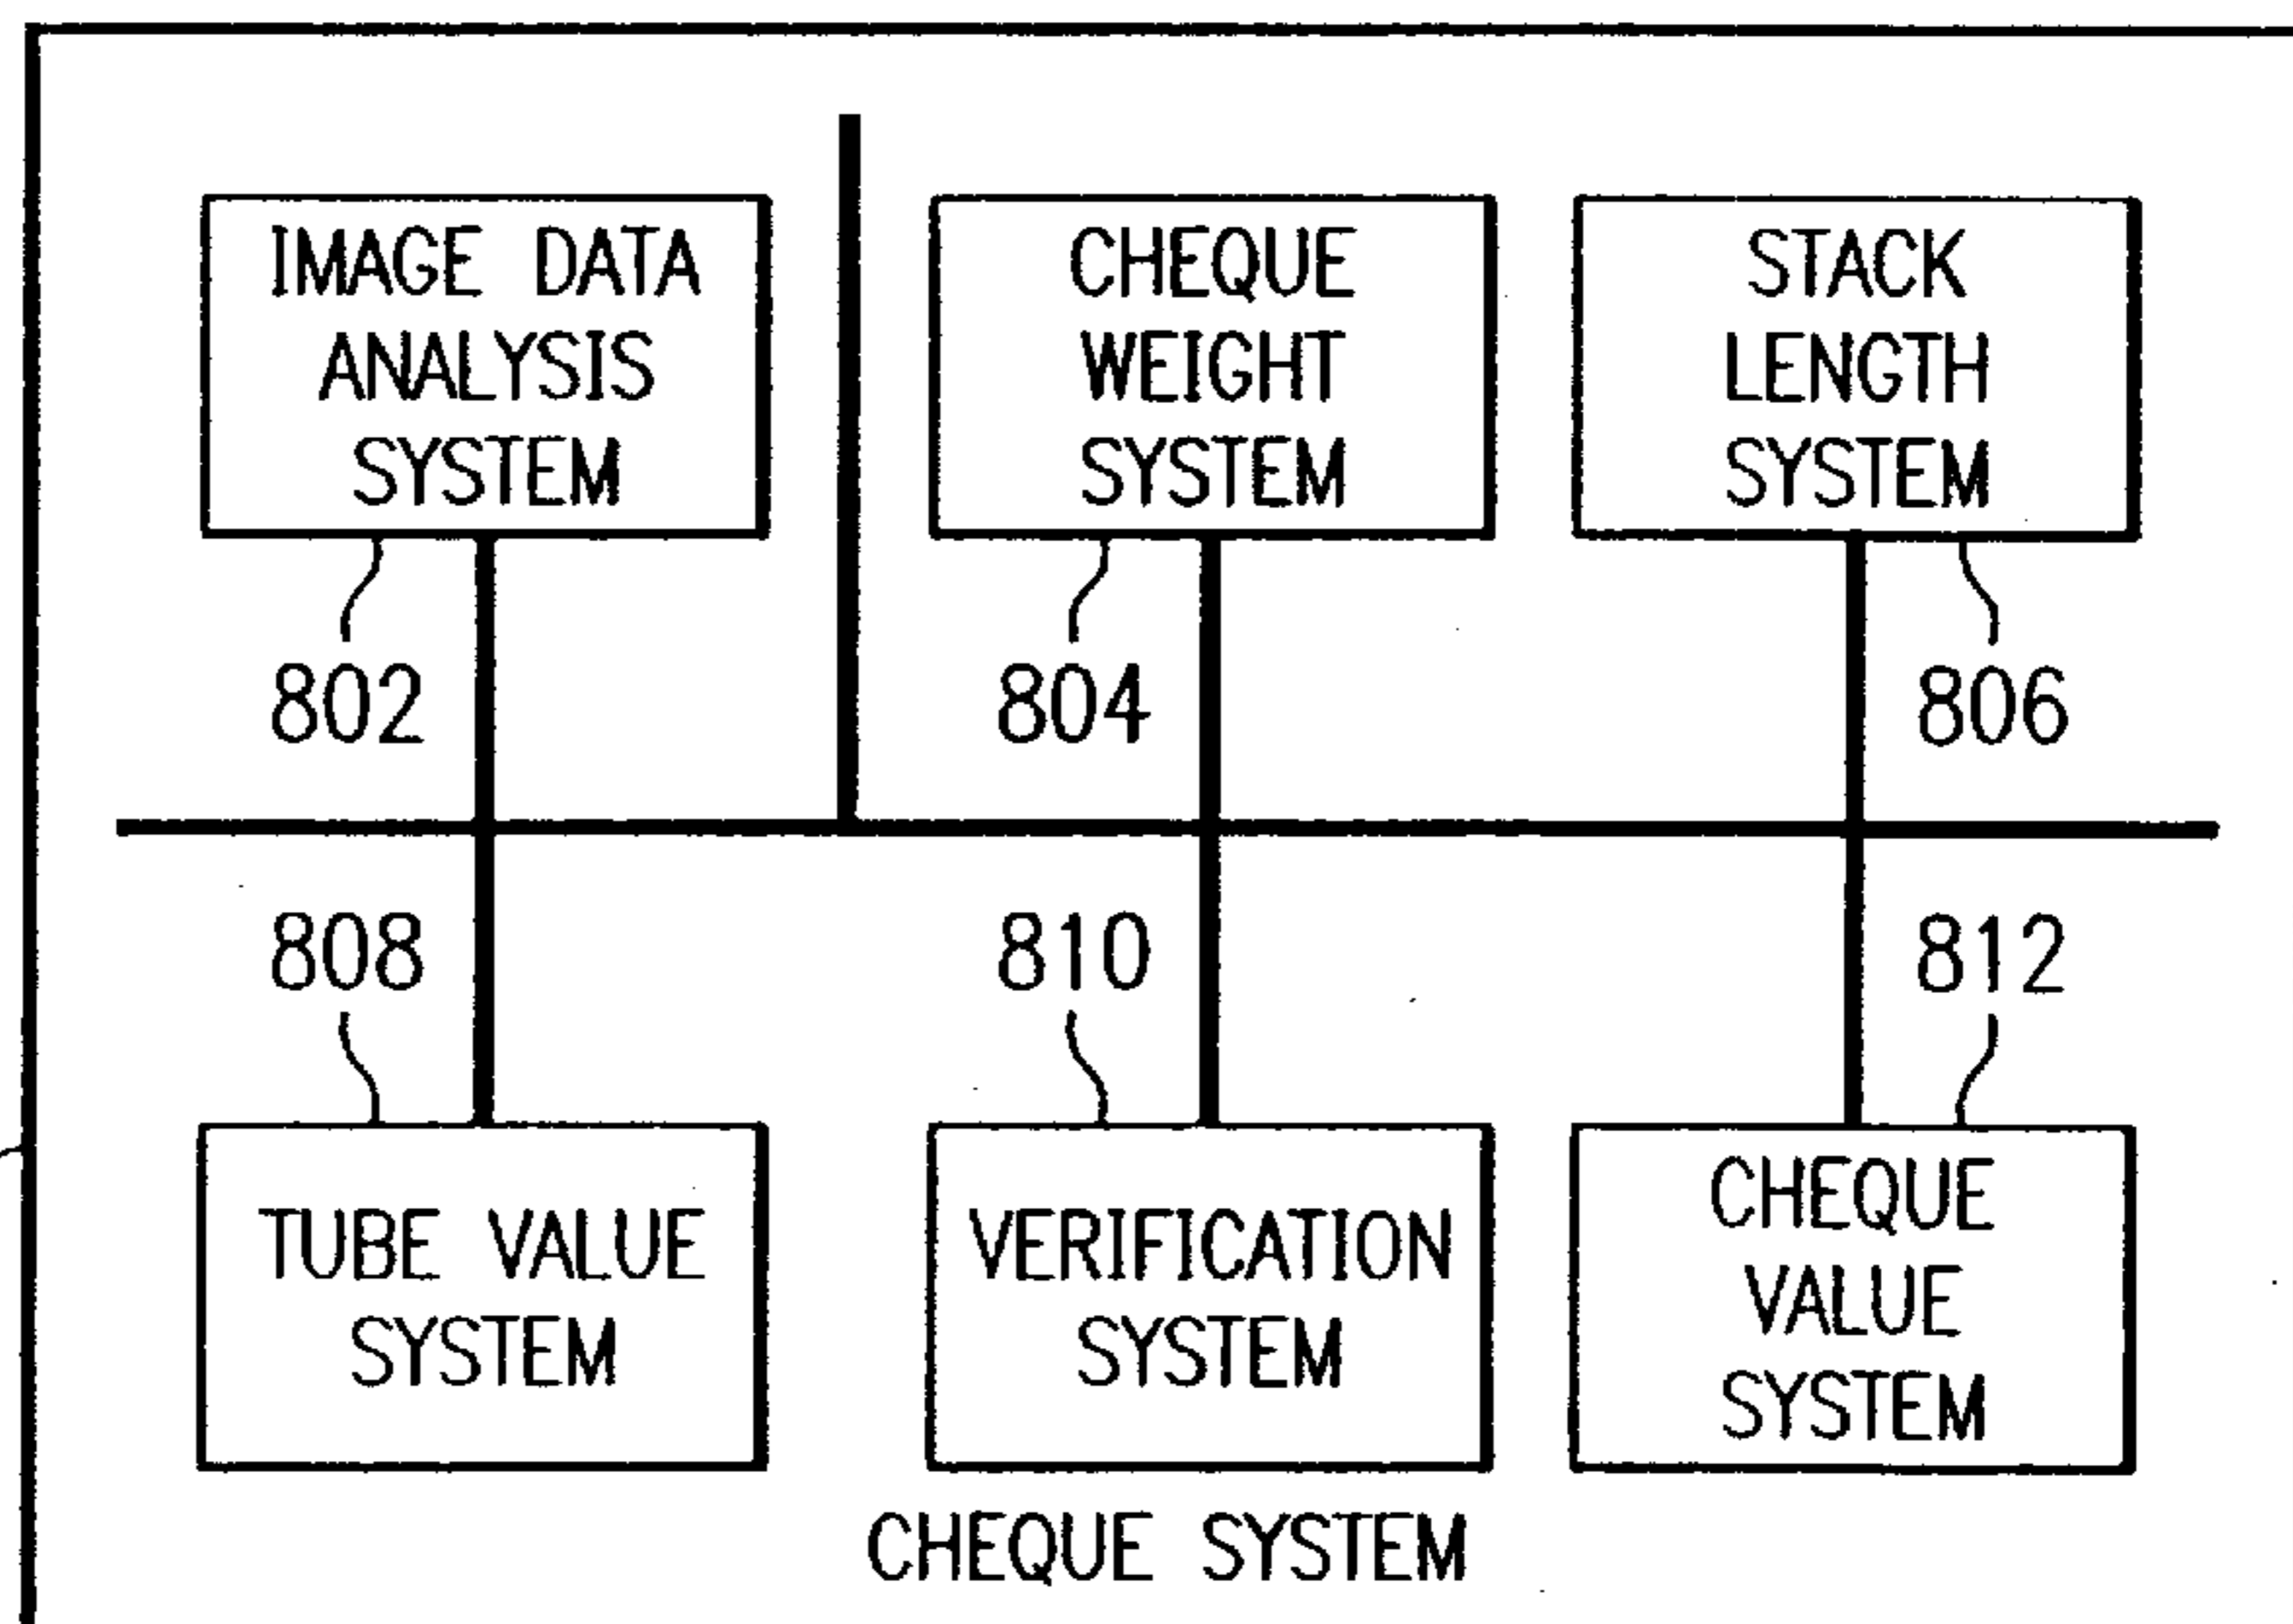 IMAGE DATA
ANALYSIS
SYSTEM
CHEQUE
WEIGHT
SYSTEM
STACK
LENGTH
SYSTEM
802
804
806
808
810
812
TUBE VALUE
SYSTEM
VERIFICATION
SYSTEM
CHEQUE
VALUE
SYSTEM
CHEQUE SYSTEM